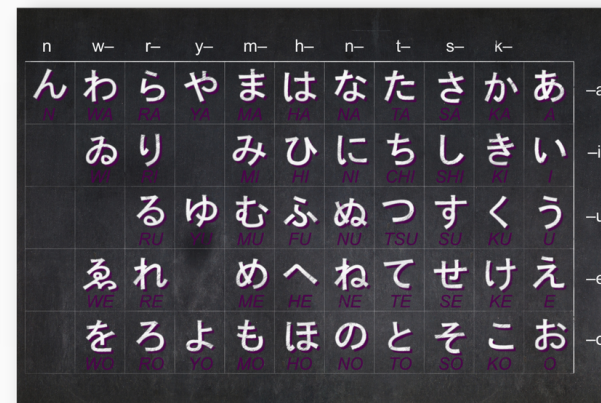 n w– r– y– m– h– n– t– s– k–
ん わ ら や ま は な た さ か あ –a
N WA RA YA MA HA NA TA SA KA A
ゐ り み ひ に ち し き い –i
WI RI MI HI NI CHI SHI KI I
る ゆ む ふ ぬ つ す く う –u
RU YU MU FU NU TSU SU KU U
ゑ れ め へ ね て せ け え –e
WE RE ME HE NE TE SE KE E
を ろ よ も ほ の と そ こ お –o
WO RO YO MO HO NO TO SO KO O